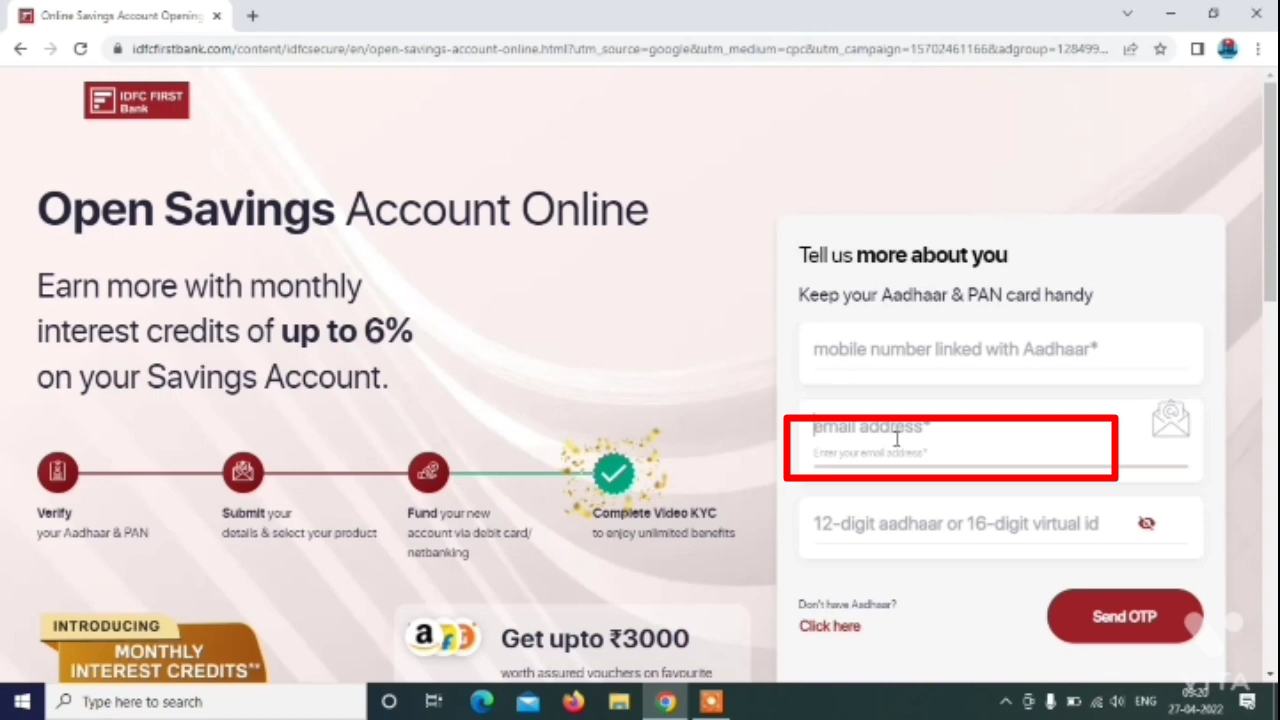 Online Savings Account Opening
idfcfirstbank.com/content/idfcsecure/en/open-savings-account-online.html?utm_source=google&utm_medium=cpc&utm_campaign=15702461166&adgroup=128499...
IDFC FIRST
Bank
Open Savings Account Online
Earn more with monthly
interest credits of up to 6%
on your Savings Account.
Verify
your Aadhaar & PAN
Submit your
details & select your product
Fund your new
account via debit card/
netbanking
Complete Video KYC
to enjoy unlimited benefits
INTRODUCING
MONTHLY
INTEREST CREDITS**
Get upto ₹3000
worth assured vouchers on favourite
Tell us more about you
Keep your Aadhaar & PAN card handy
mobile number linked with Aadhaar*
email address*
Enter your email address*
12-digit aadhaar or 16-digit virtual id
Don't have Aadhaar?
Click here
Send OTP
Type here to search
ENG
09:20
27-04-2022